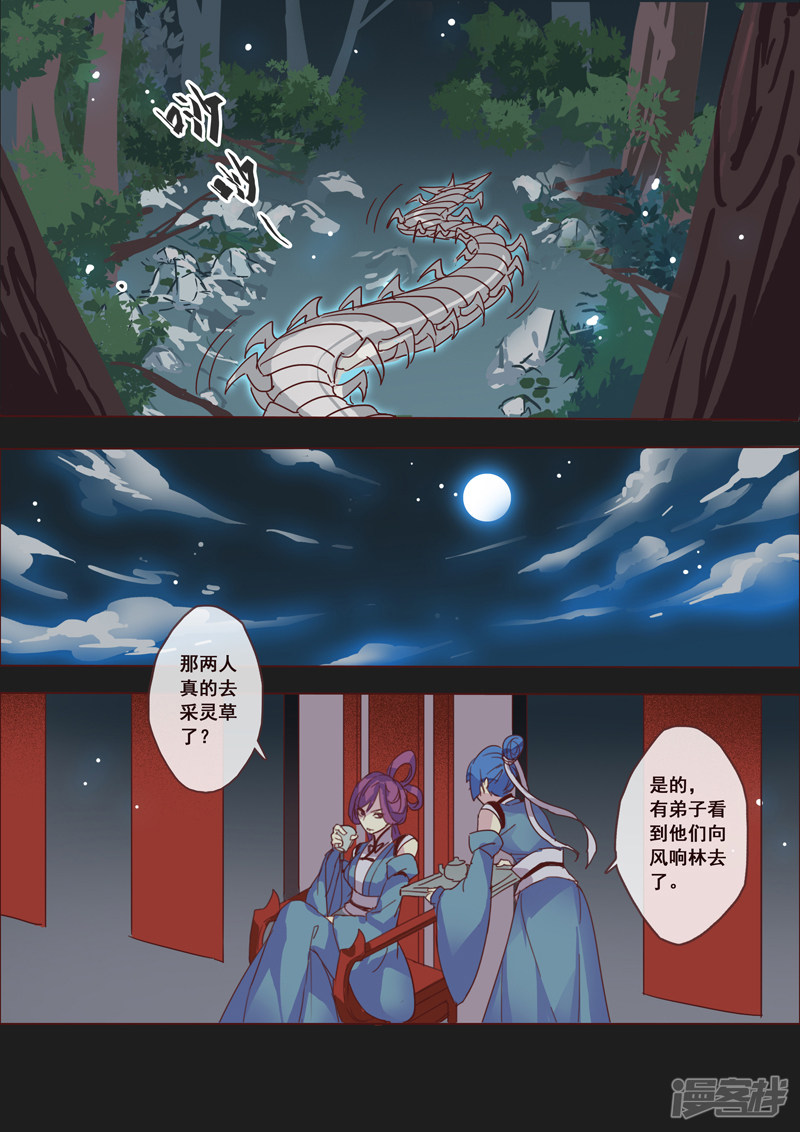 那两人
真的去
采灵草
了？
是的，
有弟子看
到他们向
风响林去
了。
漫客栈